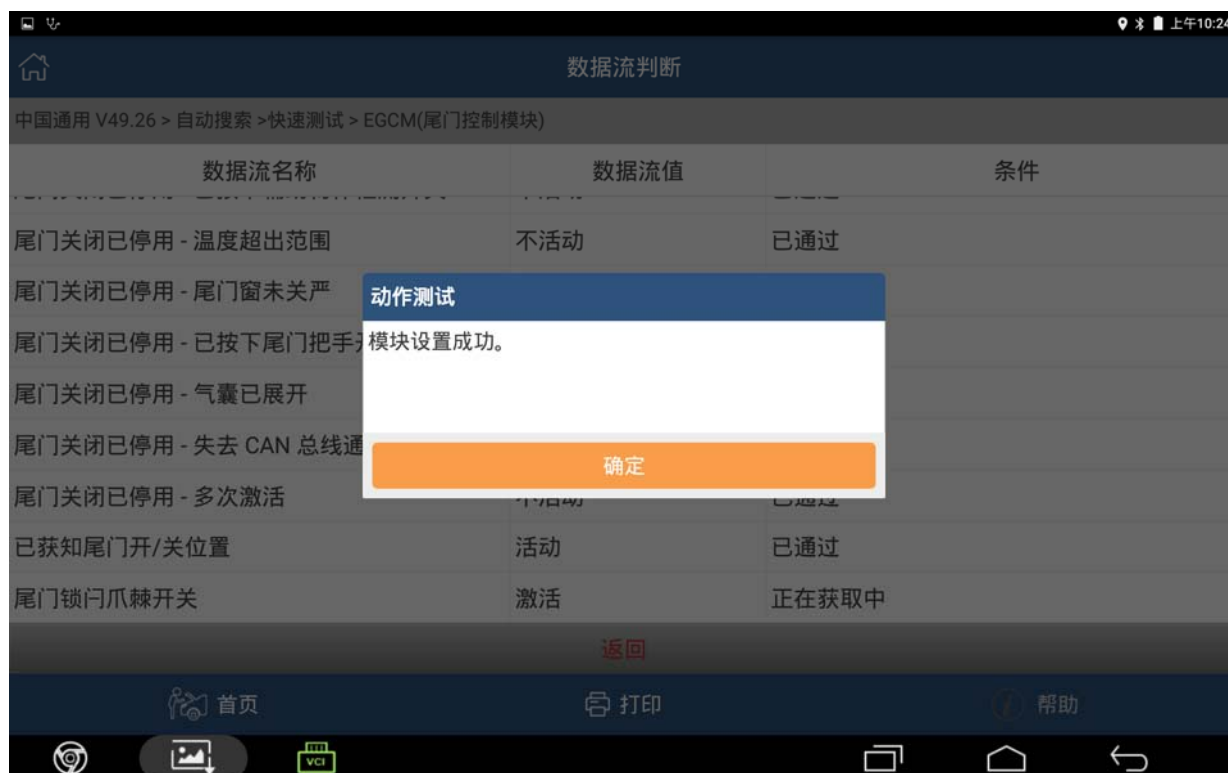 上午10:24
数据流判断
中国通用 V49.26 > 自动搜索 >快速测试 > EGCM(尾门控制模块)
数据流名称 数据流值 条件
尾门关闭已停用 - 温度超出范围 不活动 已通过
尾门关闭已停用 - 尾门窗未关严
动作测试
尾门关闭已停用 - 已按下尾门把手
模块设置成功。
尾门关闭已停用 - 气囊已展开
尾门关闭已停用 - 失去 CAN 总线通
确定
尾门关闭已停用 - 多次激活 不活动 已通过
已获知尾门开/关位置 活动 已通过
尾门锁闩爪棘开关 激活 正在获取中
返回
首页 打印 帮助
VCI